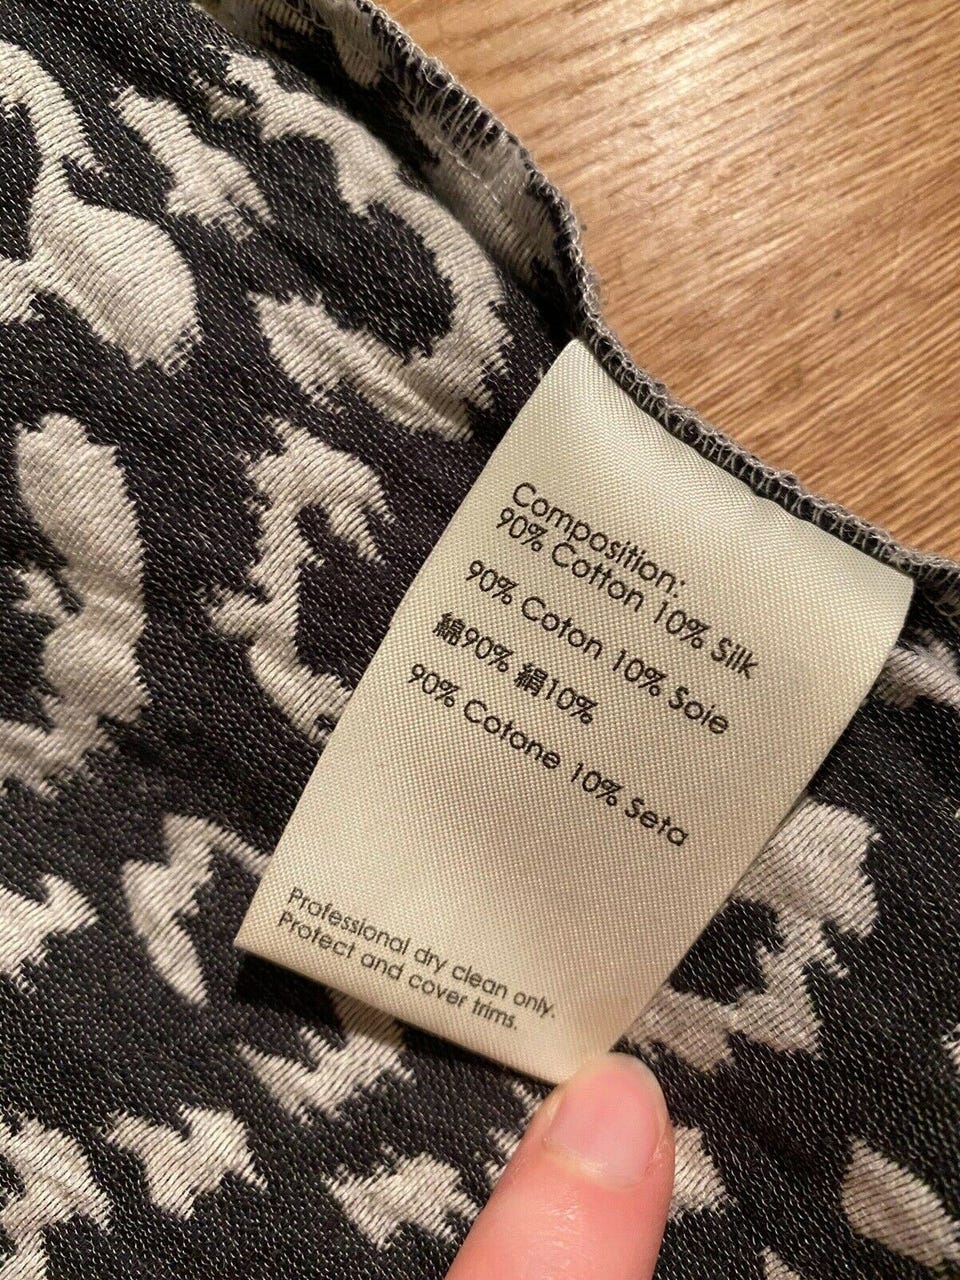 Composition:
90% Cotton 10% Silk
90% Coton 10% Soie
綿90% 絹10%
90% Cotone 10% Seta
Professional dry clean only.
Protect and cover trims.